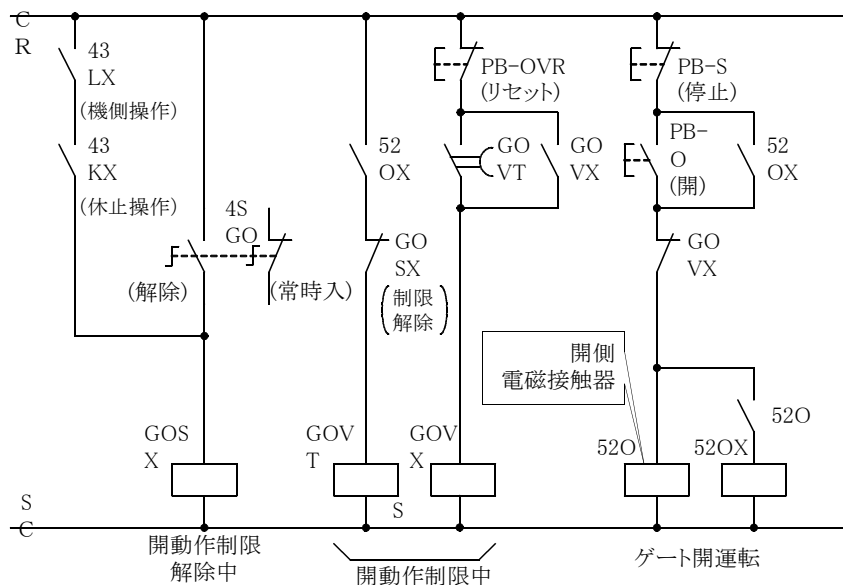 C
R
43
LX
(機側操作)
43
KX
(休止操作)
4S
GO
(解除)
(常時入)
52
OX
GO
SX
制限
解除
PB-OVR
(リセット)
GO
VT
GO
VX
PB-S
(停止)
PB-
O
(開)
52
OX
GO
VX
開側
電磁接触器
52O
GOS
X
GOV
T
GOV
X
52O
52OX
S
S
C
開動作制限
解除中
開動作制限中
ゲート開運転